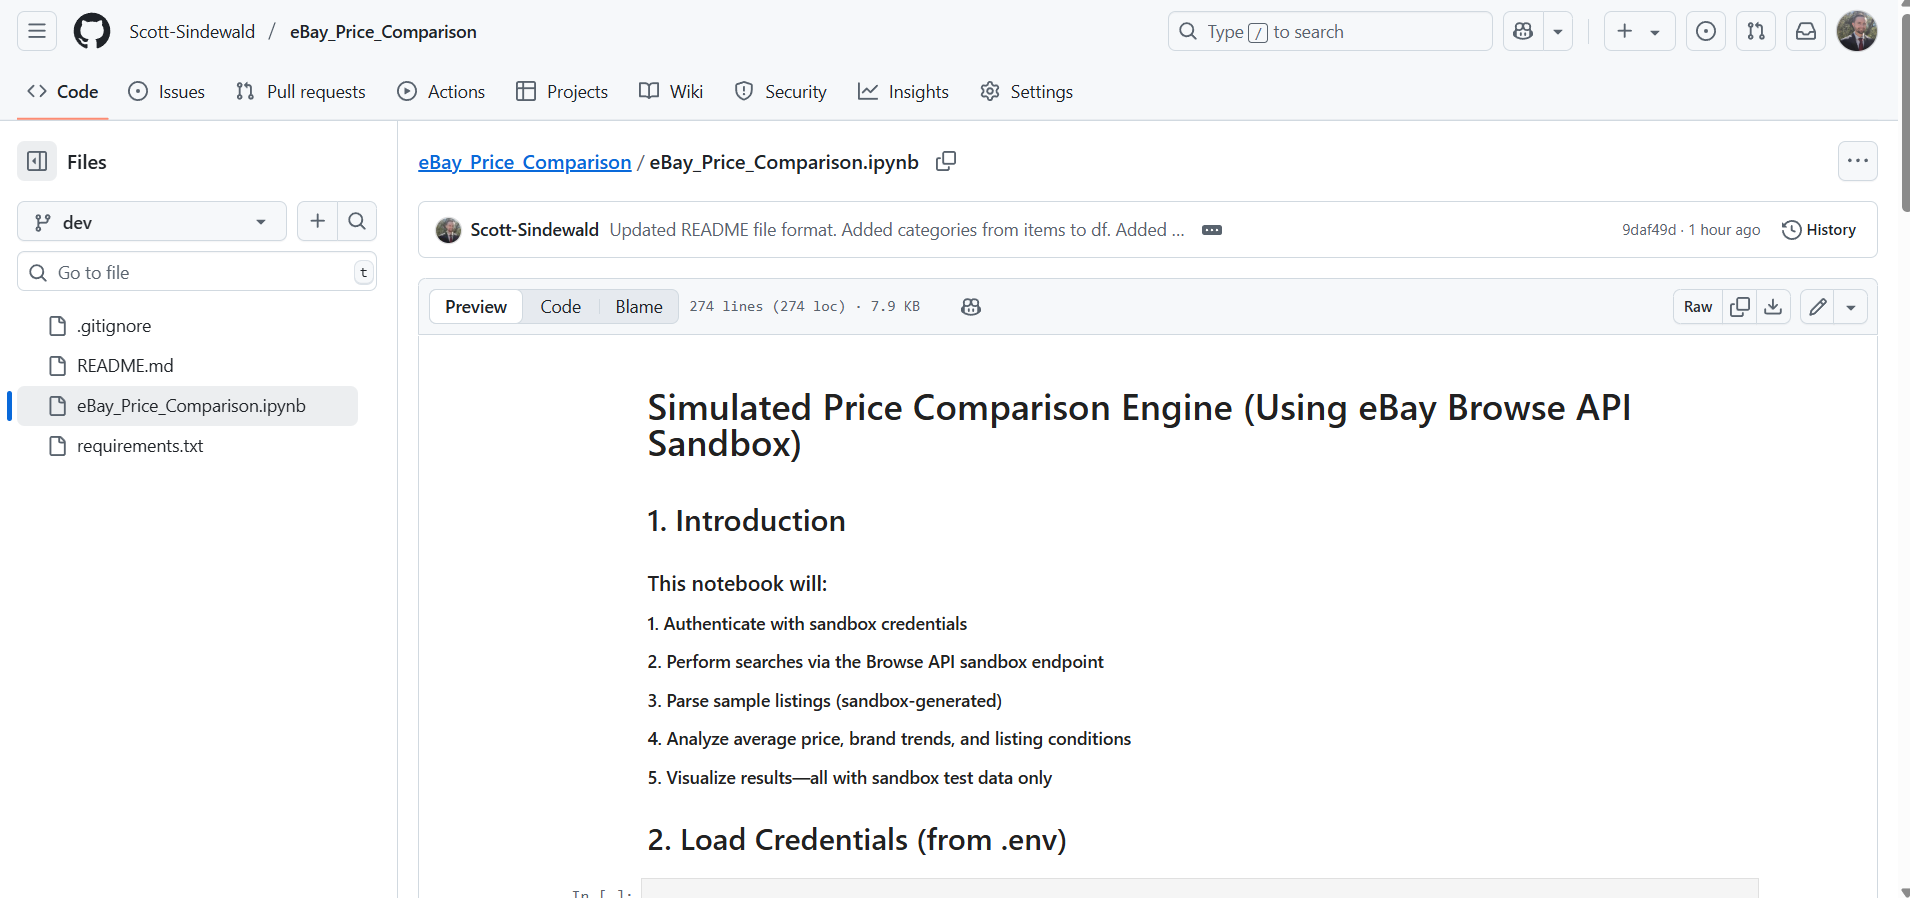 Scott-Sindewald / eBay_Price_Comparison
Type / to search
Code
Issues
Pull requests
Actions
Projects
Wiki
Security
Insights
Settings
Files
dev
Go to file
t
.gitignore
README.md
eBay_Price_Comparison.ipynb
requirements.txt
eBay_Price_Comparison / eBay_Price_Comparison.ipynb
Scott-Sindewald Updated README file format. Added categories from items to df. Added ...
9daf49d · 1 hour ago
History
Preview
Code
Blame
274 lines (274 loc) · 7.9 KB
Raw
Simulated Price Comparison Engine (Using eBay Browse API
Sandbox)
1. Introduction
This notebook will:
1. Authenticate with sandbox credentials
2. Perform searches via the Browse API sandbox endpoint
3. Parse sample listings (sandbox-generated)
4. Analyze average price, brand trends, and listing conditions
5. Visualize results—all with sandbox test data only
2. Load Credentials (from .env)
In [ ]: